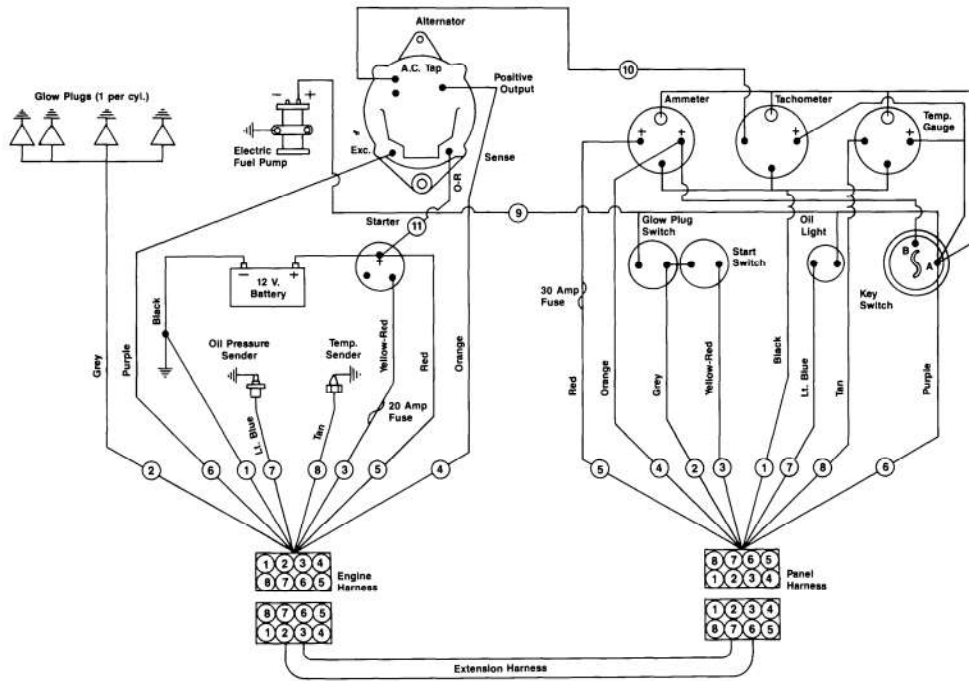 Alternator
A.C. Tap
Positive
Output
Glow Plugs (1 per cyl.)
- +
Electric
Fuel Pump
Exc.
Sense
O-R
10
Ammeter
Tachometer
Temp.
Gauge
+ +
+
+
9
11
Starter
+
- +
12 V.
Battery
Glow Plug
Switch
Start
Switch
Oil
Light
B
A
Key
Switch
30 Amp
Fuse
Black
Oil Pressure
Sender
Temp.
Sender
20 Amp
Fuse
Grey
Purple
Lt. Blue
Tan
Yellow-Red
Red
Orange
Red
Orange
Grey
Yellow-Red
Black
Lt. Blue
Tan
Purple
2 6 1 7 8 3 5 4
5 4 2 3 1 7 8 6
1 2 3 4
8 7 6 5
Engine
Harness
8 7 6 5
1 2 3 4
8 7 6 5
1 2 3 4
Panel
Harness
1 2 3 4
8 7 6 5
Extension Harness